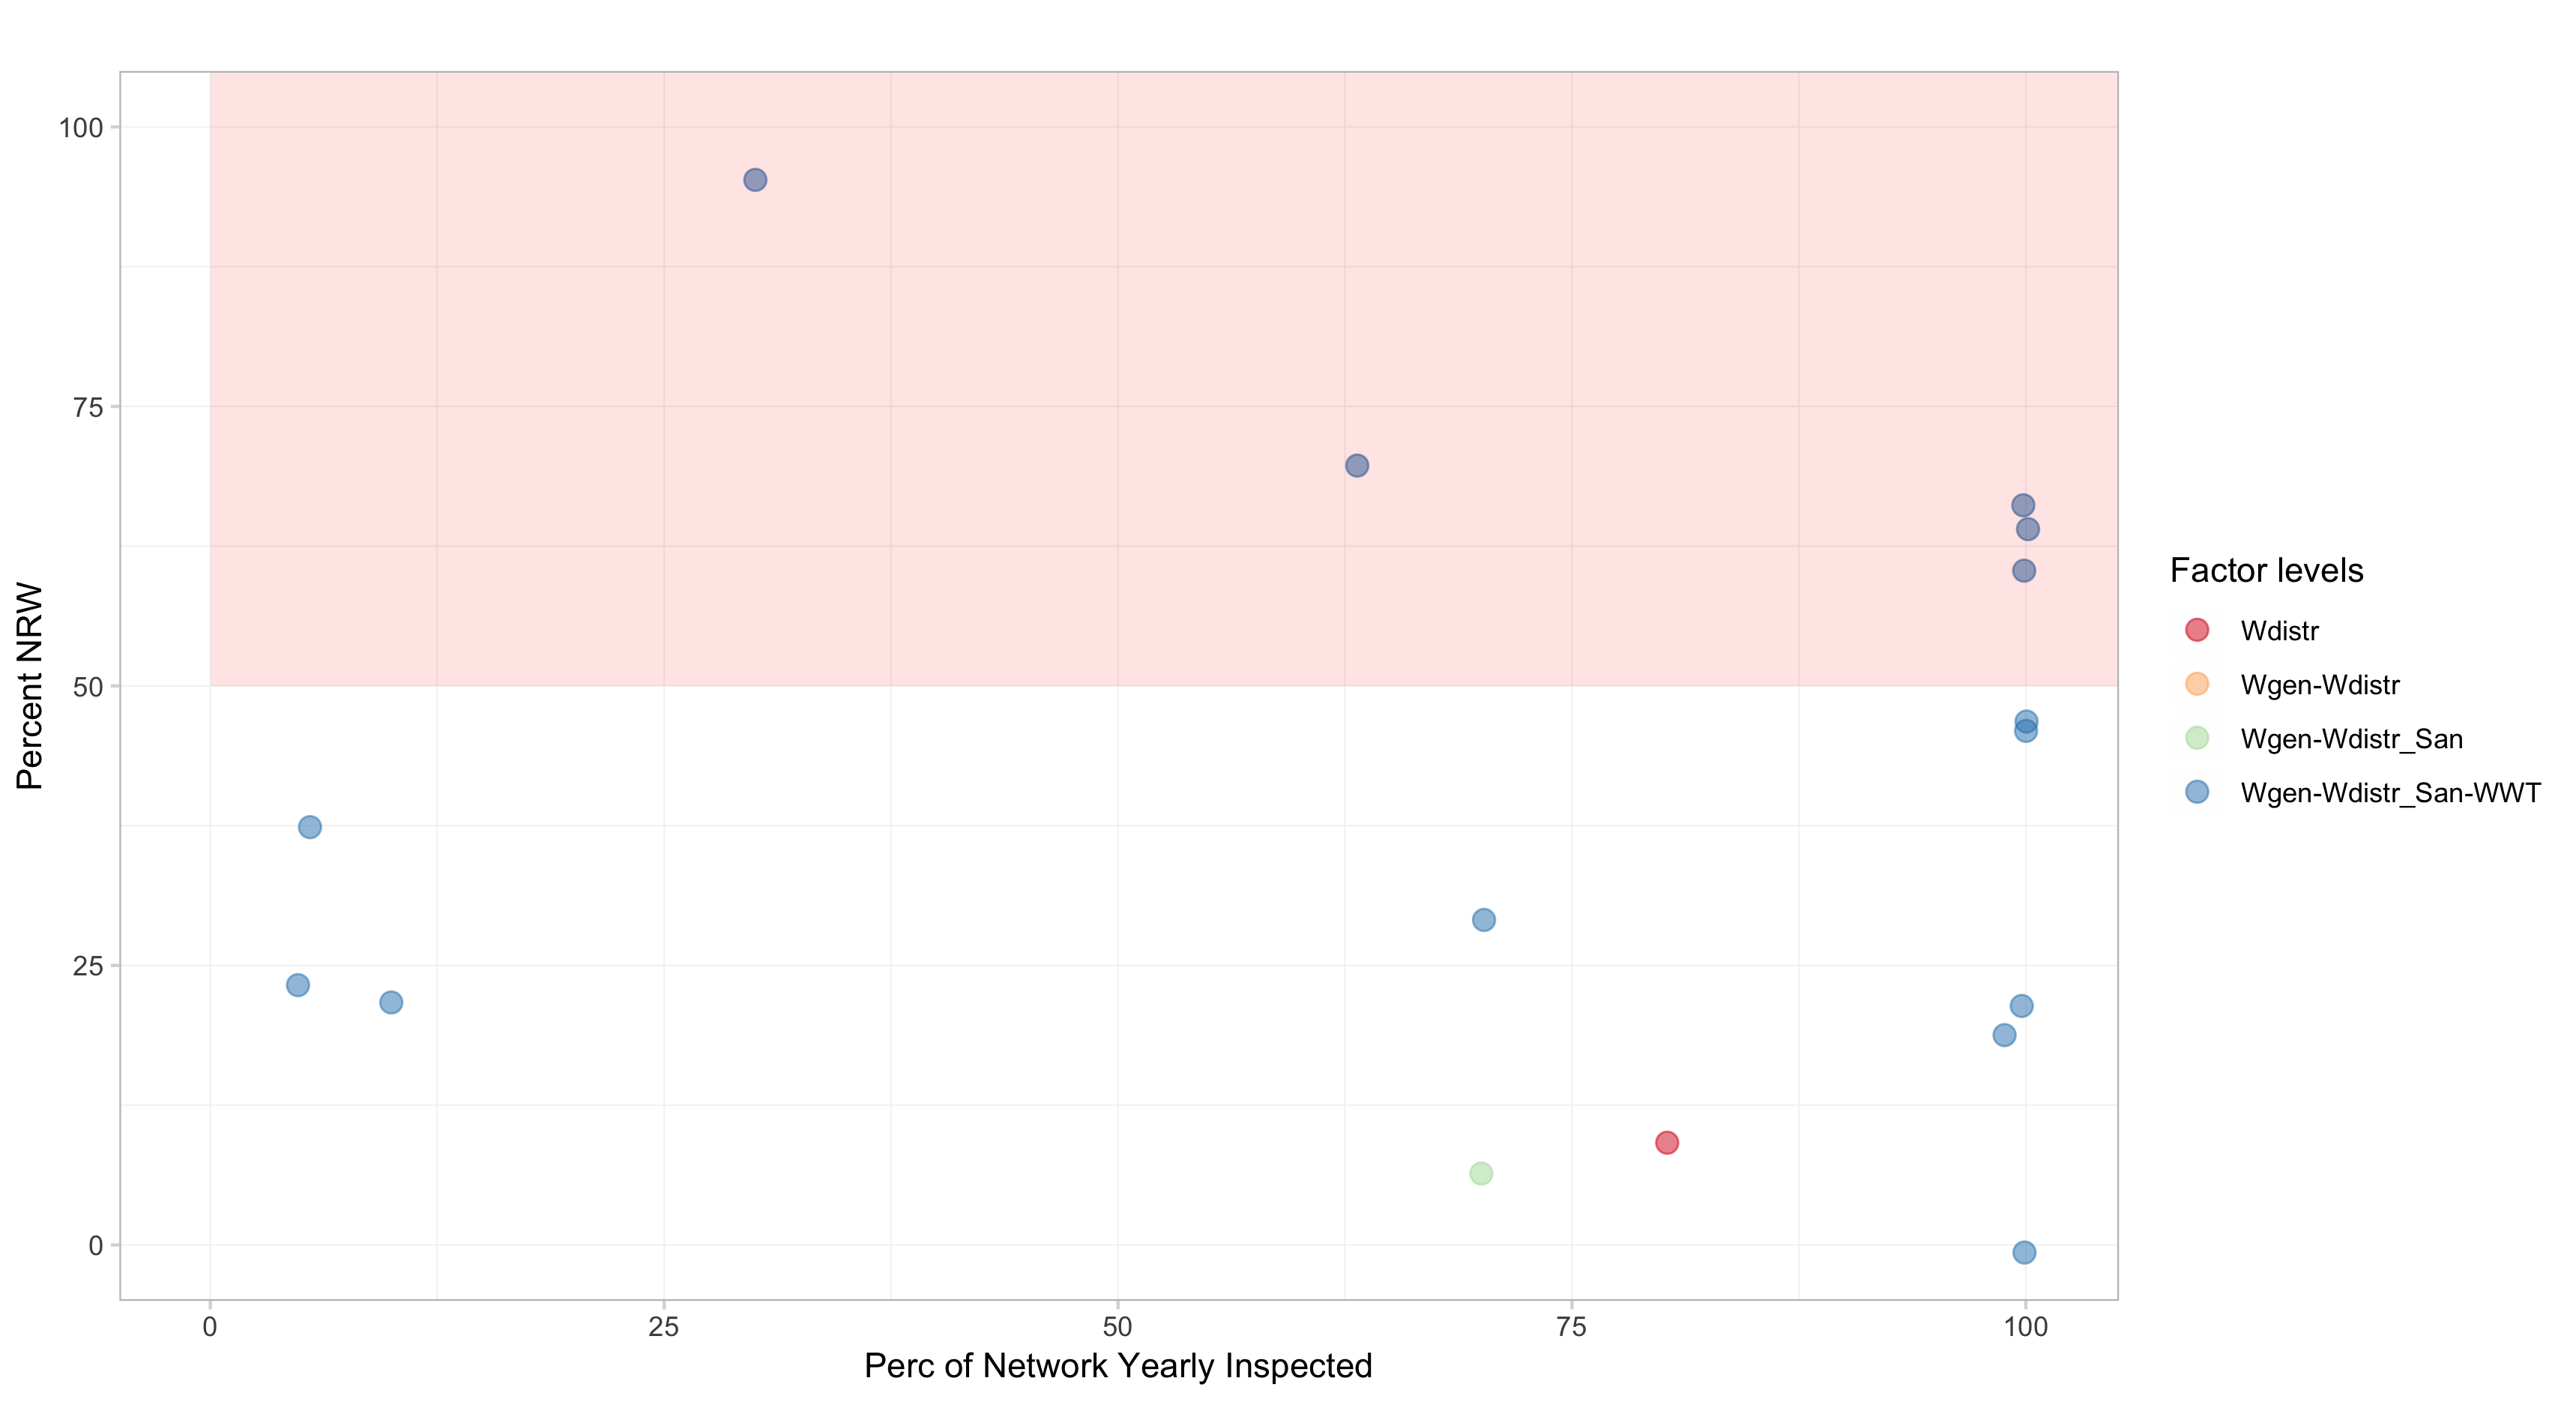 100
75
50
25
0
Percent NRW
0
25
50
75
100
Perc of Network Yearly Inspected
Factor levels
Wdistr
Wgen-Wdistr
Wgen-Wdistr_San
Wgen-Wdistr_San-WWT